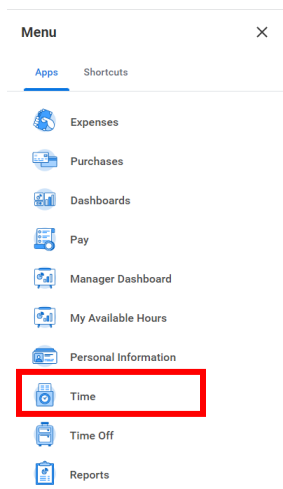 Menu
Apps Shortcuts
Expenses
Purchases
Dashboards
Pay
Manager Dashboard
My Available Hours
Personal Information
Time
Time Off
Reports